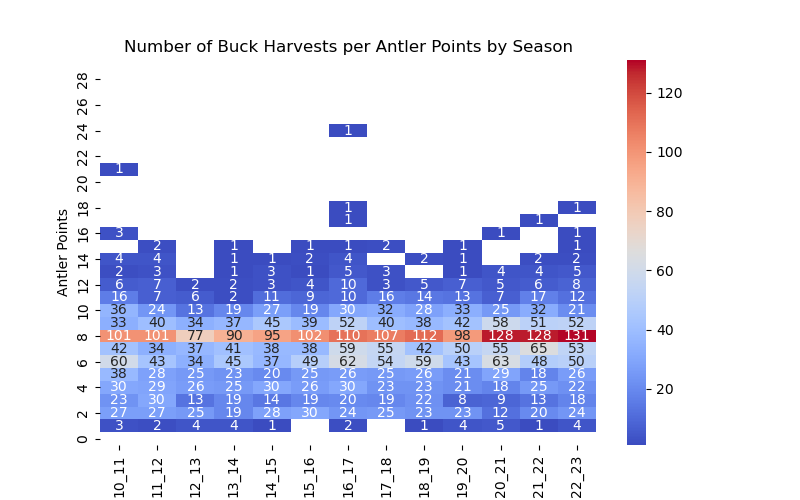 Number of Buck Harvests per Antler Points by Season
Antler Points
28
26
24 1
22
1
20
18 1 1
1 1
16 3 1 1
2 1 1 1 2 1 1
14 4 4 1 1 2 4 2 1 2 2
2 3 1 3 1 5 3 1 4 4 5
12 6 7 2 2 3 4 10 3 5 7 5 6 8
16 7 6 2 11 9 10 16 14 13 7 17 12
10 36 24 13 19 27 19 30 32 28 33 25 32 21
33 40 34 37 45 39 52 40 38 42 58 51 52
8 101 101 77 90 95 102 110 107 112 98 128 128 131
42 34 37 41 38 38 59 55 42 50 55 65 53
6 60 43 34 45 37 49 62 54 59 43 63 48 50
38 28 25 23 20 25 26 25 23 21 29 18 26
4 30 29 26 25 30 26 30 23 23 21 18 25 22
23 30 13 19 14 19 20 19 22 8 9 13 18
2 27 27 25 19 28 30 24 25 23 23 12 20 24
3 2 4 4 1 2 1 4 5 1 4
0
10_11 11_12 12_13 13_14 14_15 15_16 16_17 17_18 18_19 19_20 20_21 21_22 22_23
120
100
80
60
40
20